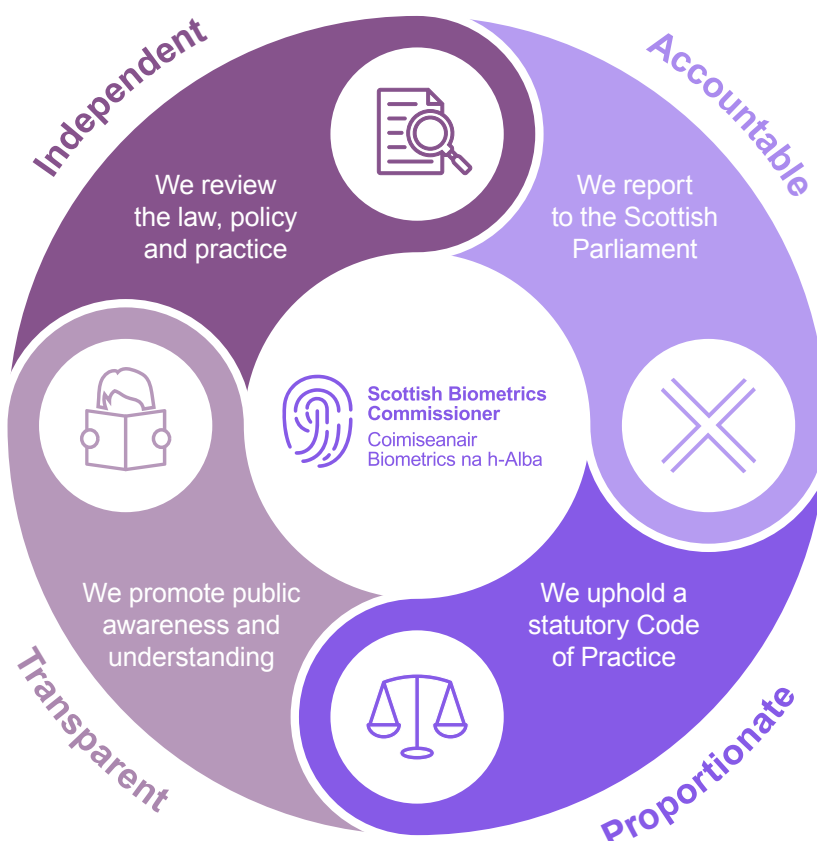 Independent
We review
the law, policy
and practice
Accountable
We report
to the Scottish
Parliament
Scottish Biometrics
Commissioner
Coimiseanair
Biometrics na h-Alba
Transparent
We promote public
awareness and
understanding
Proportionate
We uphold a
statutory Code
of Practice